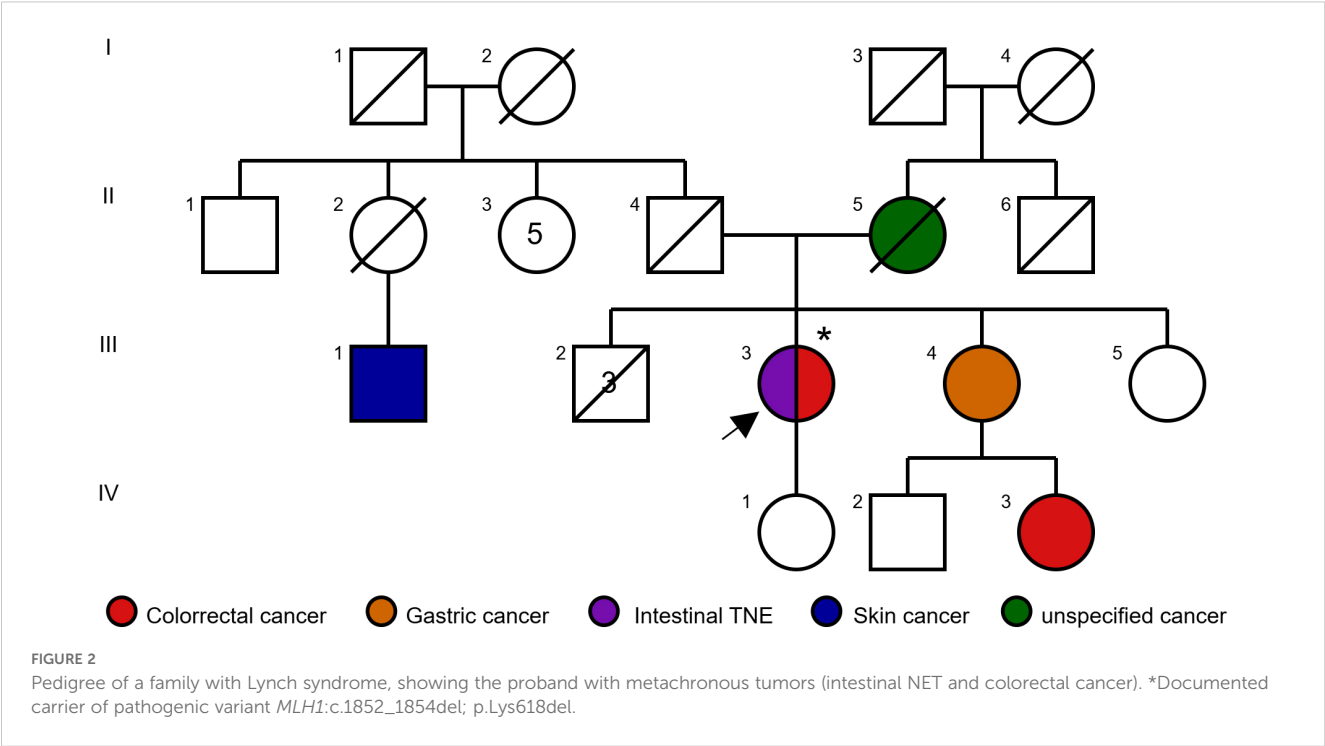 I
1
2
3
4
II
1
2
3
5
4
5
6
III
1
2
3
3
*
4
5
IV
1
2
3
Colorrectal cancer
Gastric cancer
Intestinal TNE
Skin cancer
unspecified cancer
FIGURE 2
Pedigree of a family with Lynch syndrome, showing the proband with metachronous tumors (intestinal NET and colorectal cancer). *Documented
carrier of pathogenic variant MLH1:c.1852_1854del; p.Lys618del.